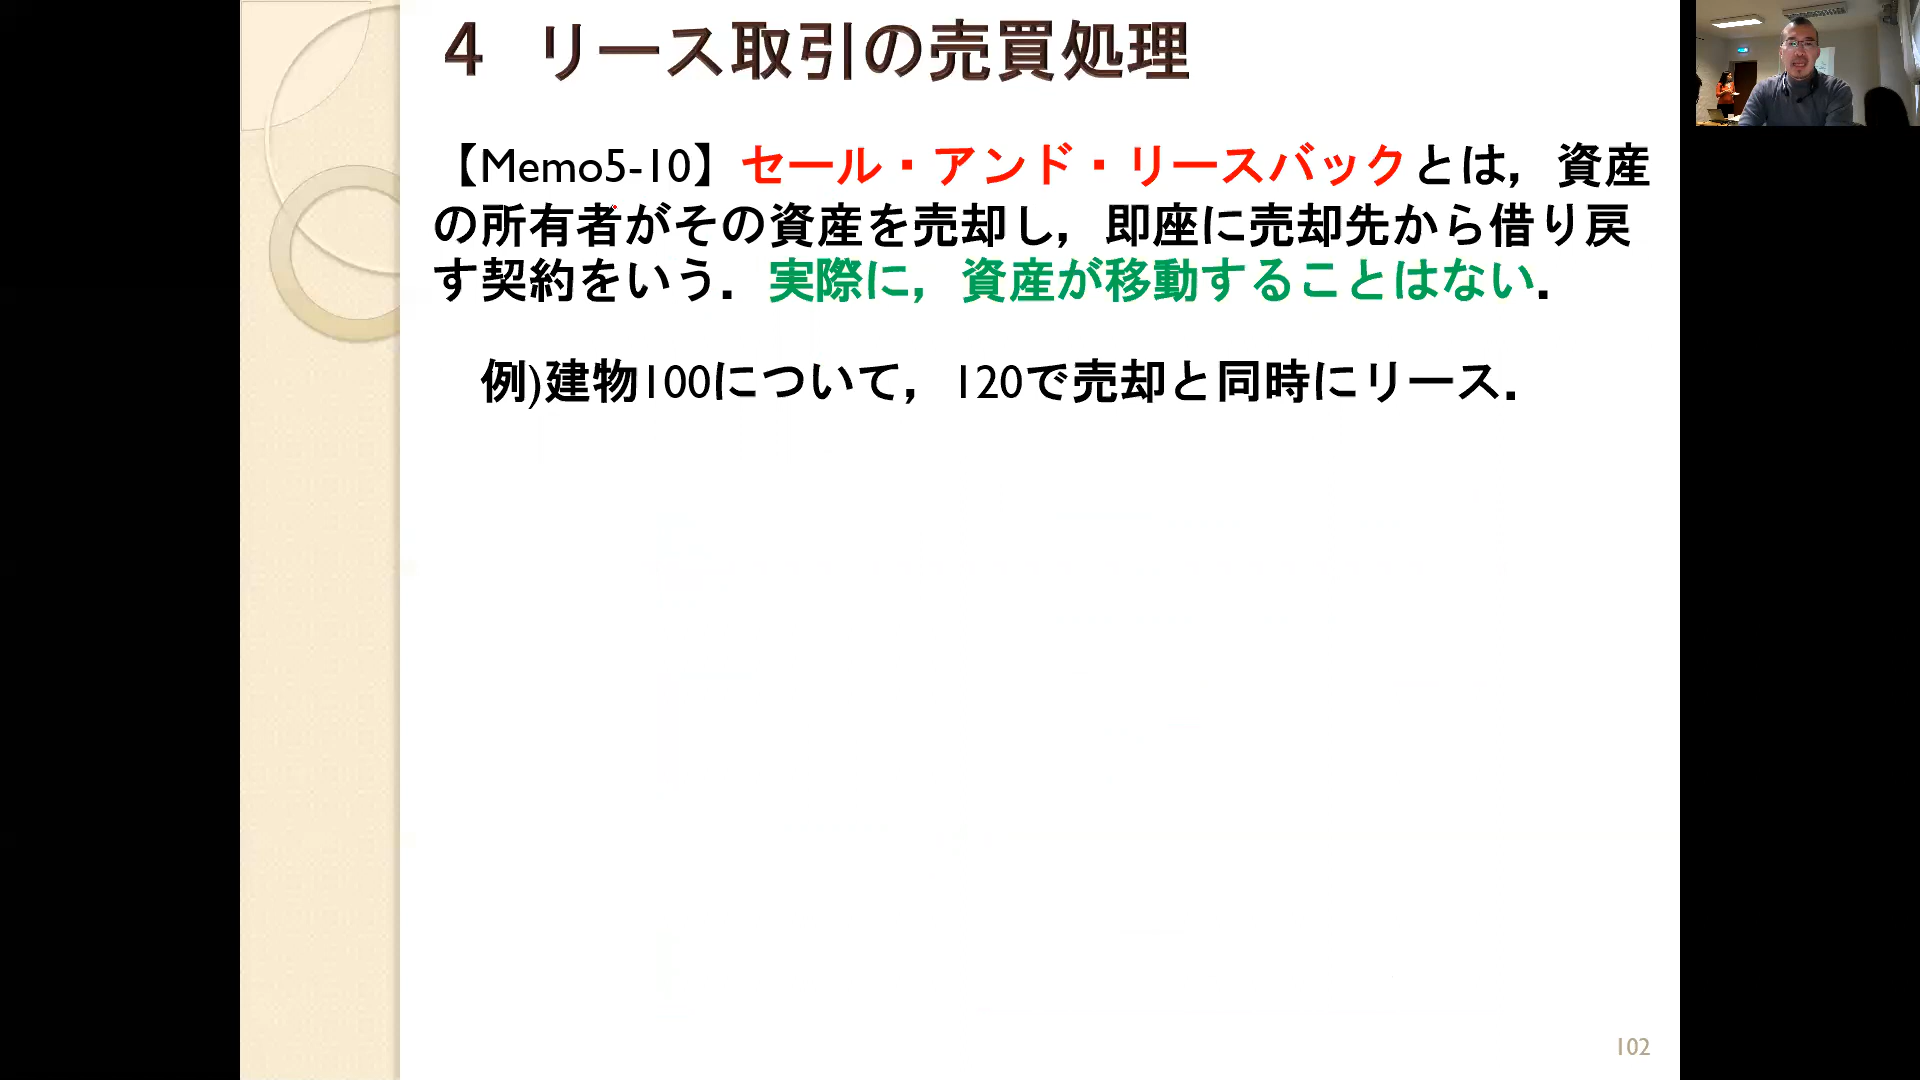 ４　リース取引の売買処理
【Memo5-10】セール・アンド・リースバックとは，資産
の所有者がその資産を売却し，即座に売却先から借り戻
す契約をいう．実際に，資産が移動することはない．
例)建物100について，120で売却と同時にリース．
102